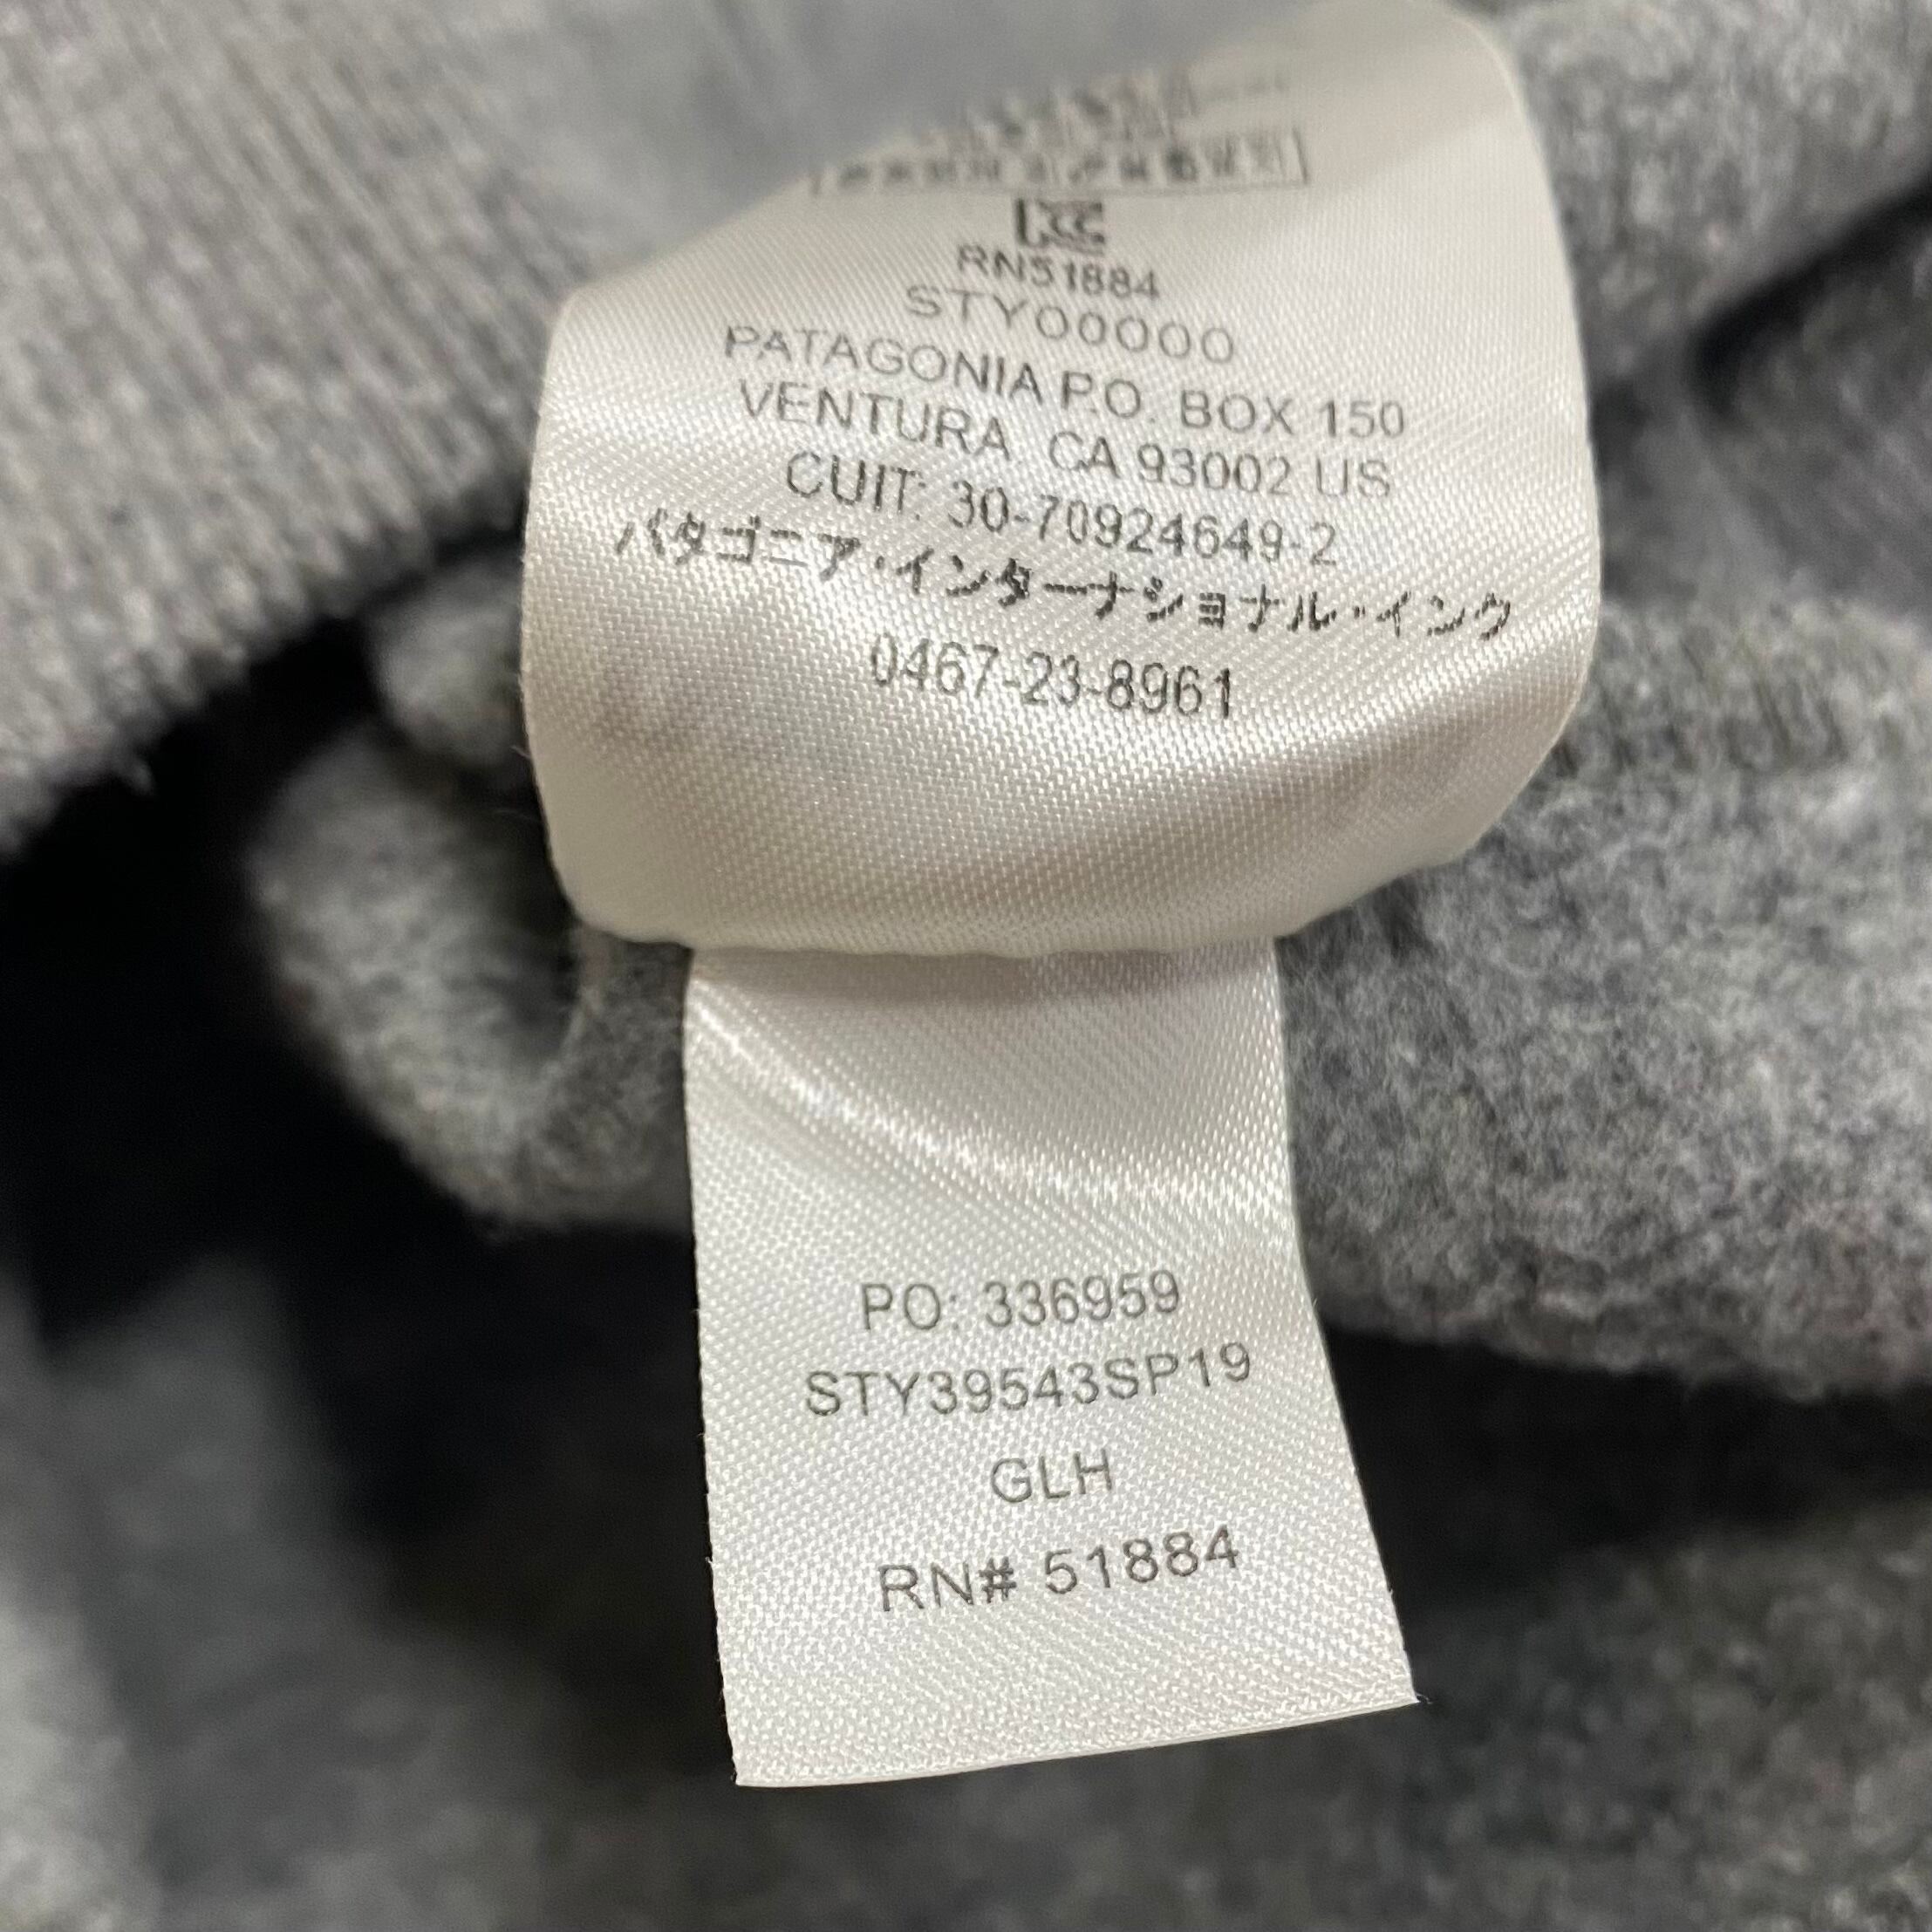 RN51884
STY00000
PATAGONIA P.O. BOX 150
VENTURA CA 93002 US
CUIT: 30-70924649-2
パタゴニア・インターナショナル・インク
0467-23-8961
PO: 336959
STY39543SP19
GLH
RN# 51884